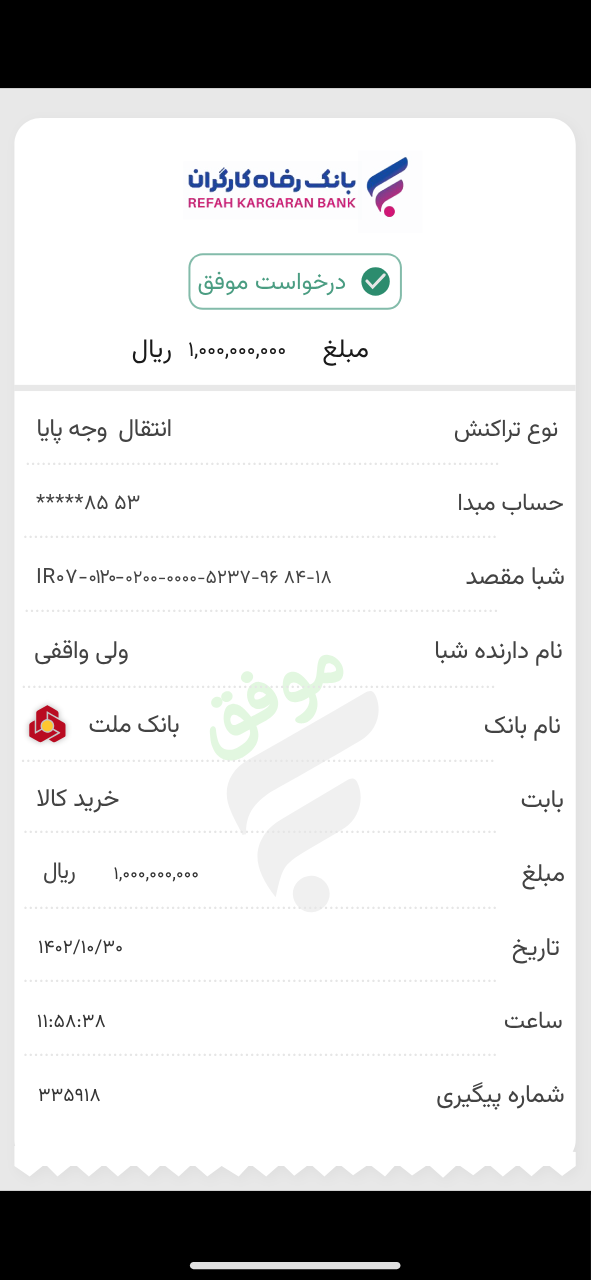 بانک رفاه کارگران
REFAH KARGARAN BANK
درخواست موفق
مبلغ ۱,۰۰۰,۰۰۰,۰۰۰ ریال
نوع تراکنش انتقال وجه پایا
حساب مبدا *****۸۵ ۵۳
شبا مقصد IR۰۷-۰۱۲۰-۰۲۰۰-۰۰۰۰-۵۲۳۷-۹۶ ۸۴-۱۸
نام دارنده شبا ولی واقفی
موفق
نام بانک بانک ملت
بابت خرید کالا
مبلغ ۱,۰۰۰,۰۰۰,۰۰۰ ریال
تاریخ ۱۴۰۲/۱۰/۳۰
ساعت ۱۱:۵۸:۳۸
شماره پیگیری ۳۳۵۹۱۸